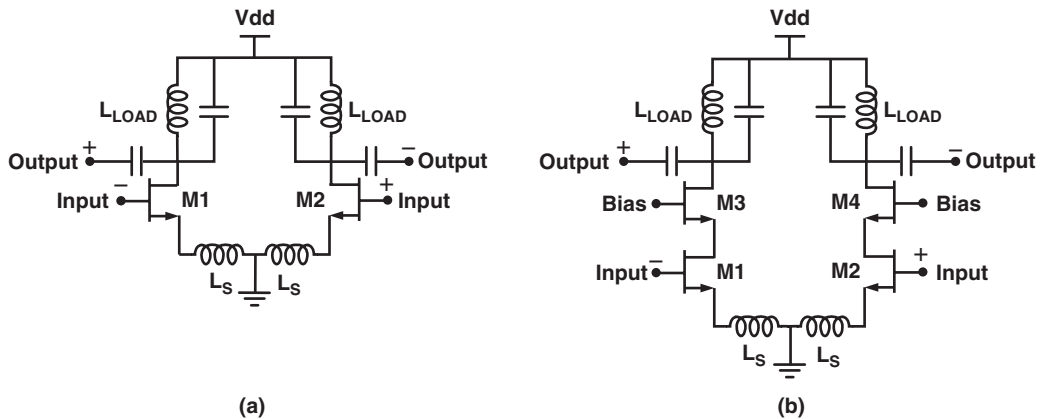 Vdd
L_LOAD
L_LOAD
+
Output
−
Output
−
Input
M1
M2
+
Input
L_S
L_S
(a)
Vdd
L_LOAD
L_LOAD
+
Output
−
Output
Bias
M3
M4
Bias
−
Input
M1
M2
+
Input
L_S
L_S
(b)